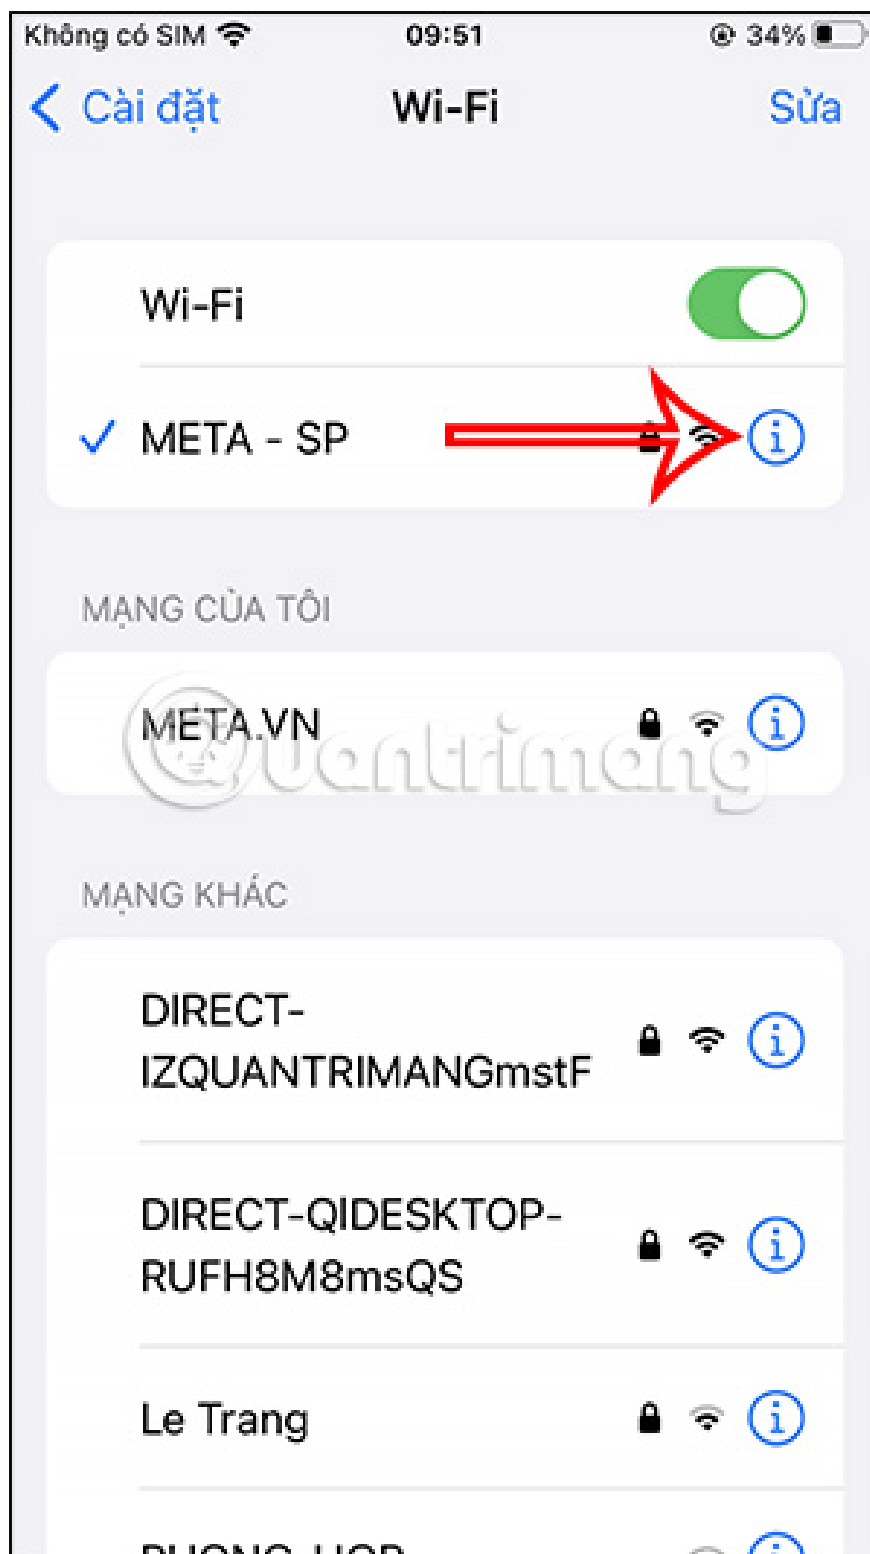 Không có SIM 09:51 34%
Cài đặt Wi-Fi Sửa
Wi-Fi
META - SP
MẠNG CỦA TÔI
META.VN
Quantrimang
MẠNG KHÁC
DIRECT-
IZQUANTRIMANGmstF
DIRECT-QIDESKTOP-
RUFH8M8msQS
Le Trang